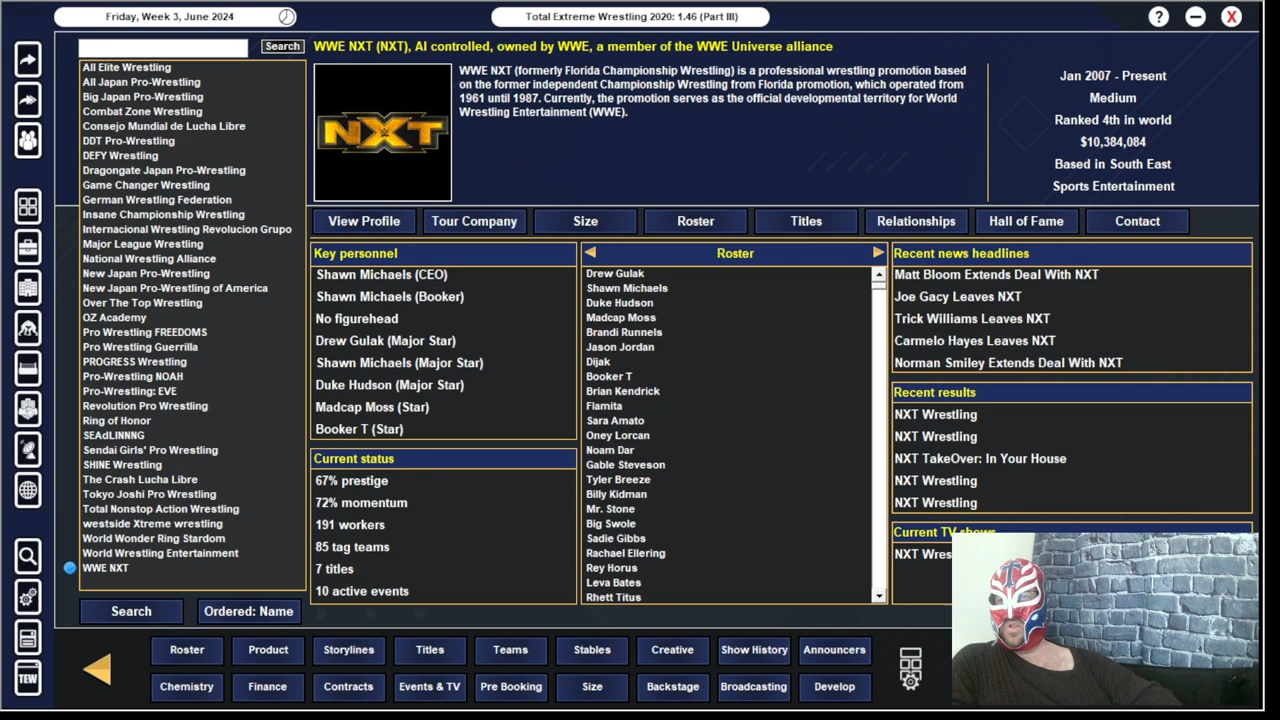 Friday, Week 3, June 2024
Total Extreme Wrestling 2020: 1.46 (Part III)
?
X
Search
WWE NXT (NXT), AI controlled, owned by WWE, a member of the WWE Universe alliance
All Elite Wrestling
All Japan Pro-Wrestling
Big Japan Pro-Wrestling
Combat Zone Wrestling
Consejo Mundial de Lucha Libre
DDT Pro-Wrestling
DEFY Wrestling
Dragongate Japan Pro-Wrestling
Game Changer Wrestling
German Wrestling Federation
Insane Championship Wrestling
Internacional Wrestling Revolucion Grupo
Major League Wrestling
National Wrestling Alliance
New Japan Pro-Wrestling
New Japan Pro-Wrestling of America
Over The Top Wrestling
OZ Academy
Pro Wrestling FREEDOMS
Pro Wrestling Guerrilla
PROGRESS Wrestling
Pro-Wrestling NOAH
Pro-Wrestling: EVE
Revolution Pro Wrestling
Ring of Honor
SEAdLINNNG
Sendai Girls' Pro Wrestling
SHINE Wrestling
The Crash Lucha Libre
Tokyo Joshi Pro Wrestling
Total Nonstop Action Wrestling
westside Xtreme wrestling
World Wonder Ring Stardom
World Wrestling Entertainment
WWE NXT
Search
Ordered: Name
NXT
WWE NXT (formerly Florida Championship Wrestling) is a professional wrestling promotion based
on the former independent Championship Wrestling from Florida promotion, which operated from
1961 until 1987. Currently, the promotion serves as the official developmental territory for World
Wrestling Entertainment (WWE).
Jan 2007 - Present
Medium
Ranked 4th in world
$10,384,084
Based in South East
Sports Entertainment
View Profile
Tour Company
Size
Roster
Titles
Relationships
Hall of Fame
Contact
Key personnel
Shawn Michaels (CEO)
Shawn Michaels (Booker)
No figurehead
Drew Gulak (Major Star)
Shawn Michaels (Major Star)
Duke Hudson (Major Star)
Madcap Moss (Star)
Booker T (Star)
Current status
67% prestige
72% momentum
191 workers
85 tag teams
7 titles
10 active events
Roster
Drew Gulak
Shawn Michaels
Duke Hudson
Madcap Moss
Brandi Runnels
Jason Jordan
Dijak
Booker T
Brian Kendrick
Flamita
Sara Amato
Oney Lorcan
Noam Dar
Gable Steveson
Tyler Breeze
Billy Kidman
Mr. Stone
Big Swole
Sadie Gibbs
Rachael Ellering
Rey Horus
Leva Bates
Rhett Titus
Recent news headlines
Matt Bloom Extends Deal With NXT
Joe Gacy Leaves NXT
Trick Williams Leaves NXT
Carmelo Hayes Leaves NXT
Norman Smiley Extends Deal With NXT
Recent results
NXT Wrestling
NXT Wrestling
NXT TakeOver: In Your House
NXT Wrestling
NXT Wrestling
Current TV shows
NXT Wres
Roster
Product
Storylines
Titles
Teams
Stables
Creative
Show History
Announcers
Chemistry
Finance
Contracts
Events & TV
Pre Booking
Size
Backstage
Broadcasting
Develop
TEW